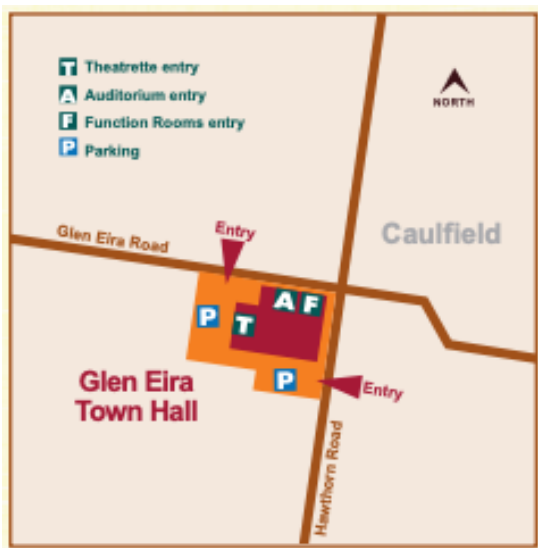 T Theatrette entry
A Auditorium entry
F Function Rooms entry
P Parking
NORTH
Glen Eira Road
Entry
Caulfield
A F
P
T
P
Entry
Glen Eira
Town Hall
Hawthorn Road